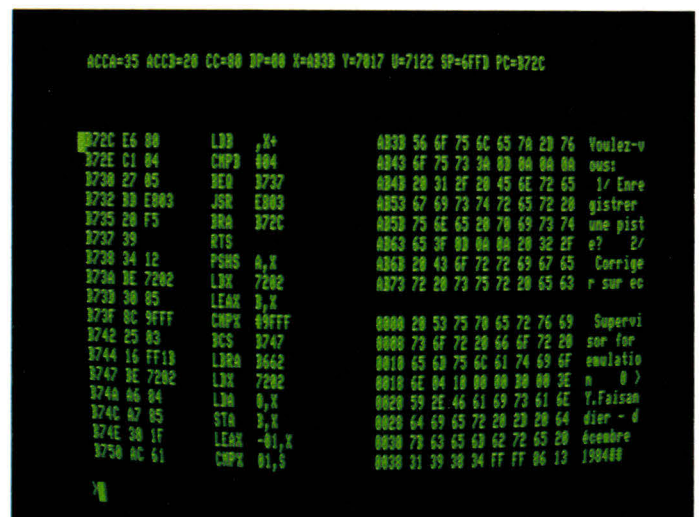 ACCA=35 ACCB=20 CC=80 DP=00 X=AB3B Y=7017 U=7122 SP=6FFD PC=B72C
B72C E6 80 LDB ,X+ AB3B 56 6F 75 6C 65 7A 2D 76 Voulez-v
B72E C1 04 CMPB #04 AB43 6F 75 73 3A 0D 0A 0A 0A ous:
B730 27 05 BEQ B737 AB4B 20 31 2F 20 45 6E 72 65 1/ Enre
B732 BD E803 JSR E803 AB53 67 69 73 74 72 65 72 20 gistrer
B735 20 F5 BRA B72C AB5B 75 6E 65 20 70 69 73 74 une pist
B737 39 RTS AB63 65 3F 0D 0A 0A 20 32 2F e? 2/
B738 34 12 PSHS A,X AB6B 20 43 6F 72 72 69 67 65 Corrige
B73A BE 7202 LDX 7202 AB73 72 20 73 75 72 20 65 63 r sur ec
B73D 30 85 LEAX B,X
B73F 8C 9FFF CMPX #9FFF 0000 20 53 75 70 65 72 76 69 Supervi
B742 25 03 BCS B747 0008 73 6F 72 20 66 6F 72 20 sor for
B744 16 FF1B LBRA B662 0010 65 6D 75 6C 61 74 69 6F emulatio
B747 BE 7202 LDX 7202 0018 6E 04 10 00 00 B0 00 3E n 0 >
B74A A6 84 LDA 0,X 0020 59 2E 46 61 69 73 61 6E Y.Faisan
B74C A7 85 STA B,X 0028 64 69 65 72 20 2D 20 64 dier - d
B74E 30 1F LEAX -01,X 0030 7B 63 65 6D 62 72 65 20 écembre
B750 AC 61 CMPX 01,S 0038 31 39 38 34 FF FF 06 13 1984##
>